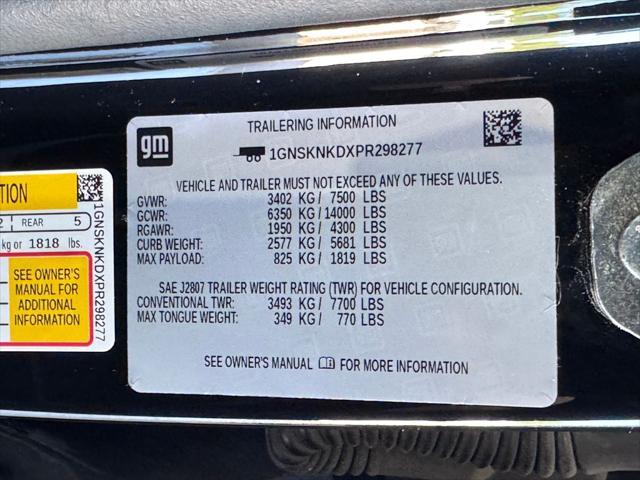 TRAILERING INFORMATION
gm
1GNSKNKDXPR298277
VEHICLE AND TRAILER MUST NOT EXCEED ANY OF THESE VALUES.
GVWR: 3402 KG / 7500 LBS
GCWR: 6350 KG / 14000 LBS
RGAWR: 1950 KG / 4300 LBS
CURB WEIGHT: 2577 KG / 5681 LBS
MAX PAYLOAD: 825 KG / 1819 LBS
SAE J2807 TRAILER WEIGHT RATING (TWR) FOR VEHICLE CONFIGURATION.
CONVENTIONAL TWR: 3493 KG / 7700 LBS
MAX TONGUE WEIGHT: 349 KG / 770 LBS
SEE OWNER'S MANUAL FOR MORE INFORMATION
TION
2 REAR 5
kg or 1818 lbs.
SEE OWNER'S
MANUAL FOR
ADDITIONAL
INFORMATION
1GNSKNKDXPR298277